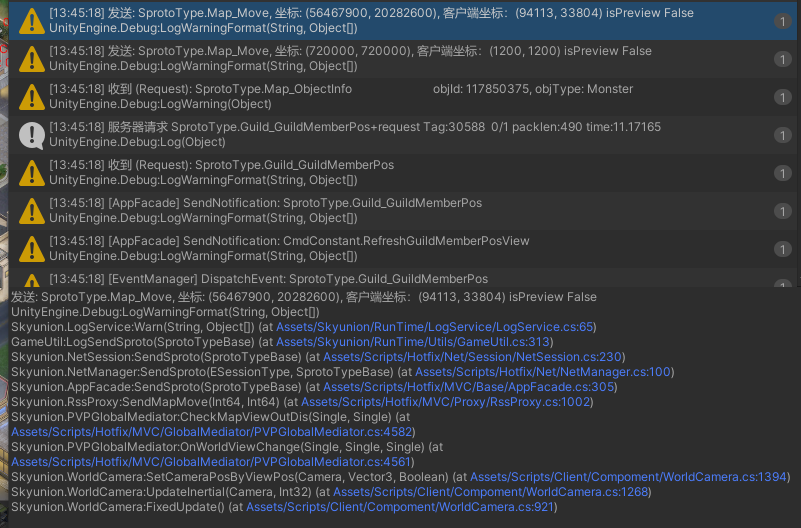 [13:45:18] 发送: SprotoType.Map_Move, 坐标: (56467900, 20282600), 客户端坐标：(94113, 33804) isPreview False
UnityEngine.Debug:LogWarningFormat(String, Object[])
1
[13:45:18] 发送: SprotoType.Map_Move, 坐标: (720000, 720000), 客户端坐标：(1200, 1200) isPreview False
UnityEngine.Debug:LogWarningFormat(String, Object[])
1
[13:45:18] 收到 (Request): SprotoType.Map_ObjectInfo objId: 117850375, objType: Monster
UnityEngine.Debug:LogWarning(Object)
1
[13:45:18] 服务器请求 SprotoType.Guild_GuildMemberPos+request Tag:30588 0/1 packlen:490 time:11.17165
UnityEngine.Debug:Log(Object)
1
[13:45:18] 收到 (Request): SprotoType.Guild_GuildMemberPos
UnityEngine.Debug:LogWarningFormat(String, Object[])
1
[13:45:18] [AppFacade] SendNotification: SprotoType.Guild_GuildMemberPos
UnityEngine.Debug:LogWarningFormat(String, Object[])
1
[13:45:18] [AppFacade] SendNotification: CmdConstant.RefreshGuildMemberPosView
UnityEngine.Debug:LogWarningFormat(String, Object[])
1
[13:45:18] [EventManager] DispatchEvent: SprotoType.Guild_GuildMemberPos
发送: SprotoType.Map_Move, 坐标: (56467900, 20282600), 客户端坐标：(94113, 33804) isPreview False
UnityEngine.Debug:LogWarningFormat(String, Object[])
Skyunion.LogService:Warn(String, Object[]) (at Assets/Skyunion/RunTime/LogService/LogService.cs:65)
GameUtil:LogSendSproto(SprotoTypeBase) (at Assets/Skyunion/RunTime/Utils/GameUtil.cs:313)
Skyunion.NetSession:SendSproto(SprotoTypeBase) (at Assets/Scripts/Hotfix/Net/Session/NetSession.cs:230)
Skyunion.NetManager:SendSproto(ESessionType, SprotoTypeBase) (at Assets/Scripts/Hotfix/Net/NetManager.cs:100)
Skyunion.AppFacade:SendSproto(SprotoTypeBase) (at Assets/Scripts/Hotfix/MVC/Base/AppFacade.cs:305)
Skyunion.RssProxy:SendMapMove(Int64, Int64) (at Assets/Scripts/Hotfix/MVC/Proxy/RssProxy.cs:1002)
Skyunion.PVPGlobalMediator:CheckMapViewOutDis(Single, Single) (at
Assets/Scripts/Hotfix/MVC/GlobalMediator/PVPGlobalMediator.cs:4582)
Skyunion.PVPGlobalMediator:OnWorldViewChange(Single, Single, Single) (at
Assets/Scripts/Hotfix/MVC/GlobalMediator/PVPGlobalMediator.cs:4561)
Skyunion.WorldCamera:SetCameraPosByViewPos(Camera, Vector3, Boolean) (at Assets/Scripts/Client/Compoment/WorldCamera.cs:1394)
Skyunion.WorldCamera:UpdateInertial(Camera, Int32) (at Assets/Scripts/Client/Compoment/WorldCamera.cs:1268)
Skyunion.WorldCamera:FixedUpdate() (at Assets/Scripts/Client/Compoment/WorldCamera.cs:921)